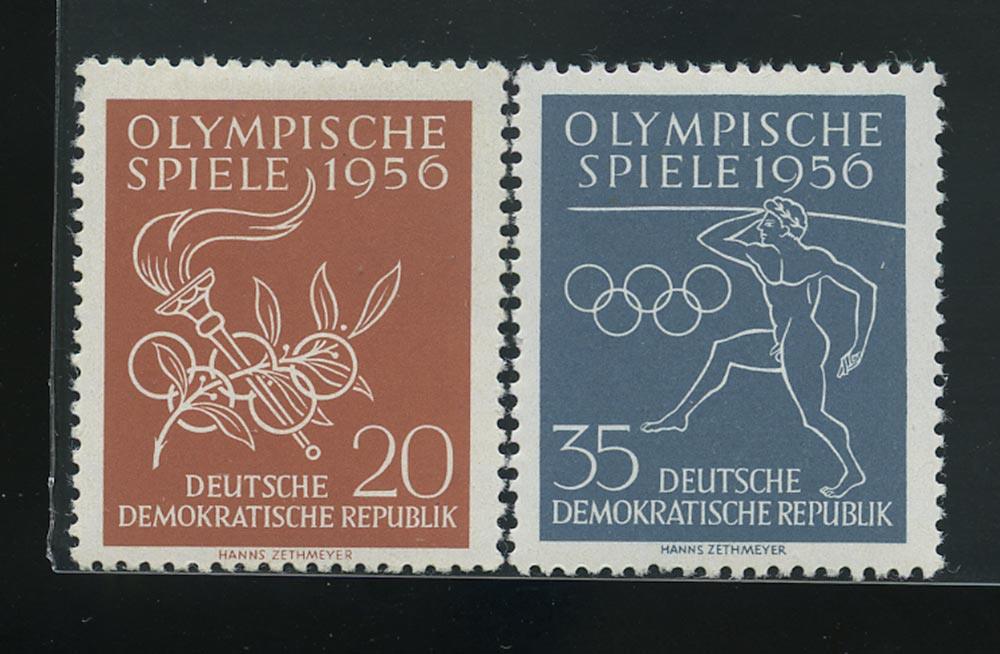 OLYMPISCHE
SPIELE 1956
20
DEUTSCHE
DEMOKRATISCHE REPUBLIK
HANNS ZETHMEYER
OLYMPISCHE
SPIELE 1956
35
DEUTSCHE
DEMOKRATISCHE REPUBLIK
HANNS ZETHMEYER